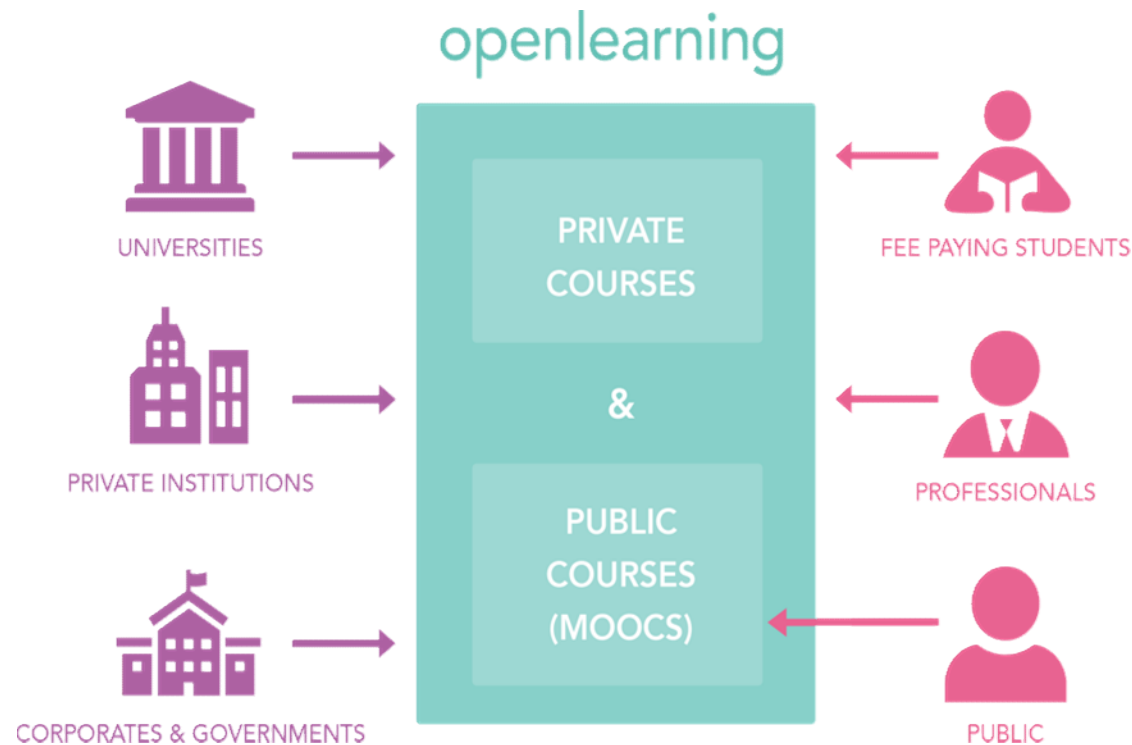 openlearning
UNIVERSITIES
PRIVATE INSTITUTIONS
CORPORATES & GOVERNMENTS
PRIVATE
COURSES
&
PUBLIC
COURSES
(MOOCS)
FEE PAYING STUDENTS
PROFESSIONALS
PUBLIC